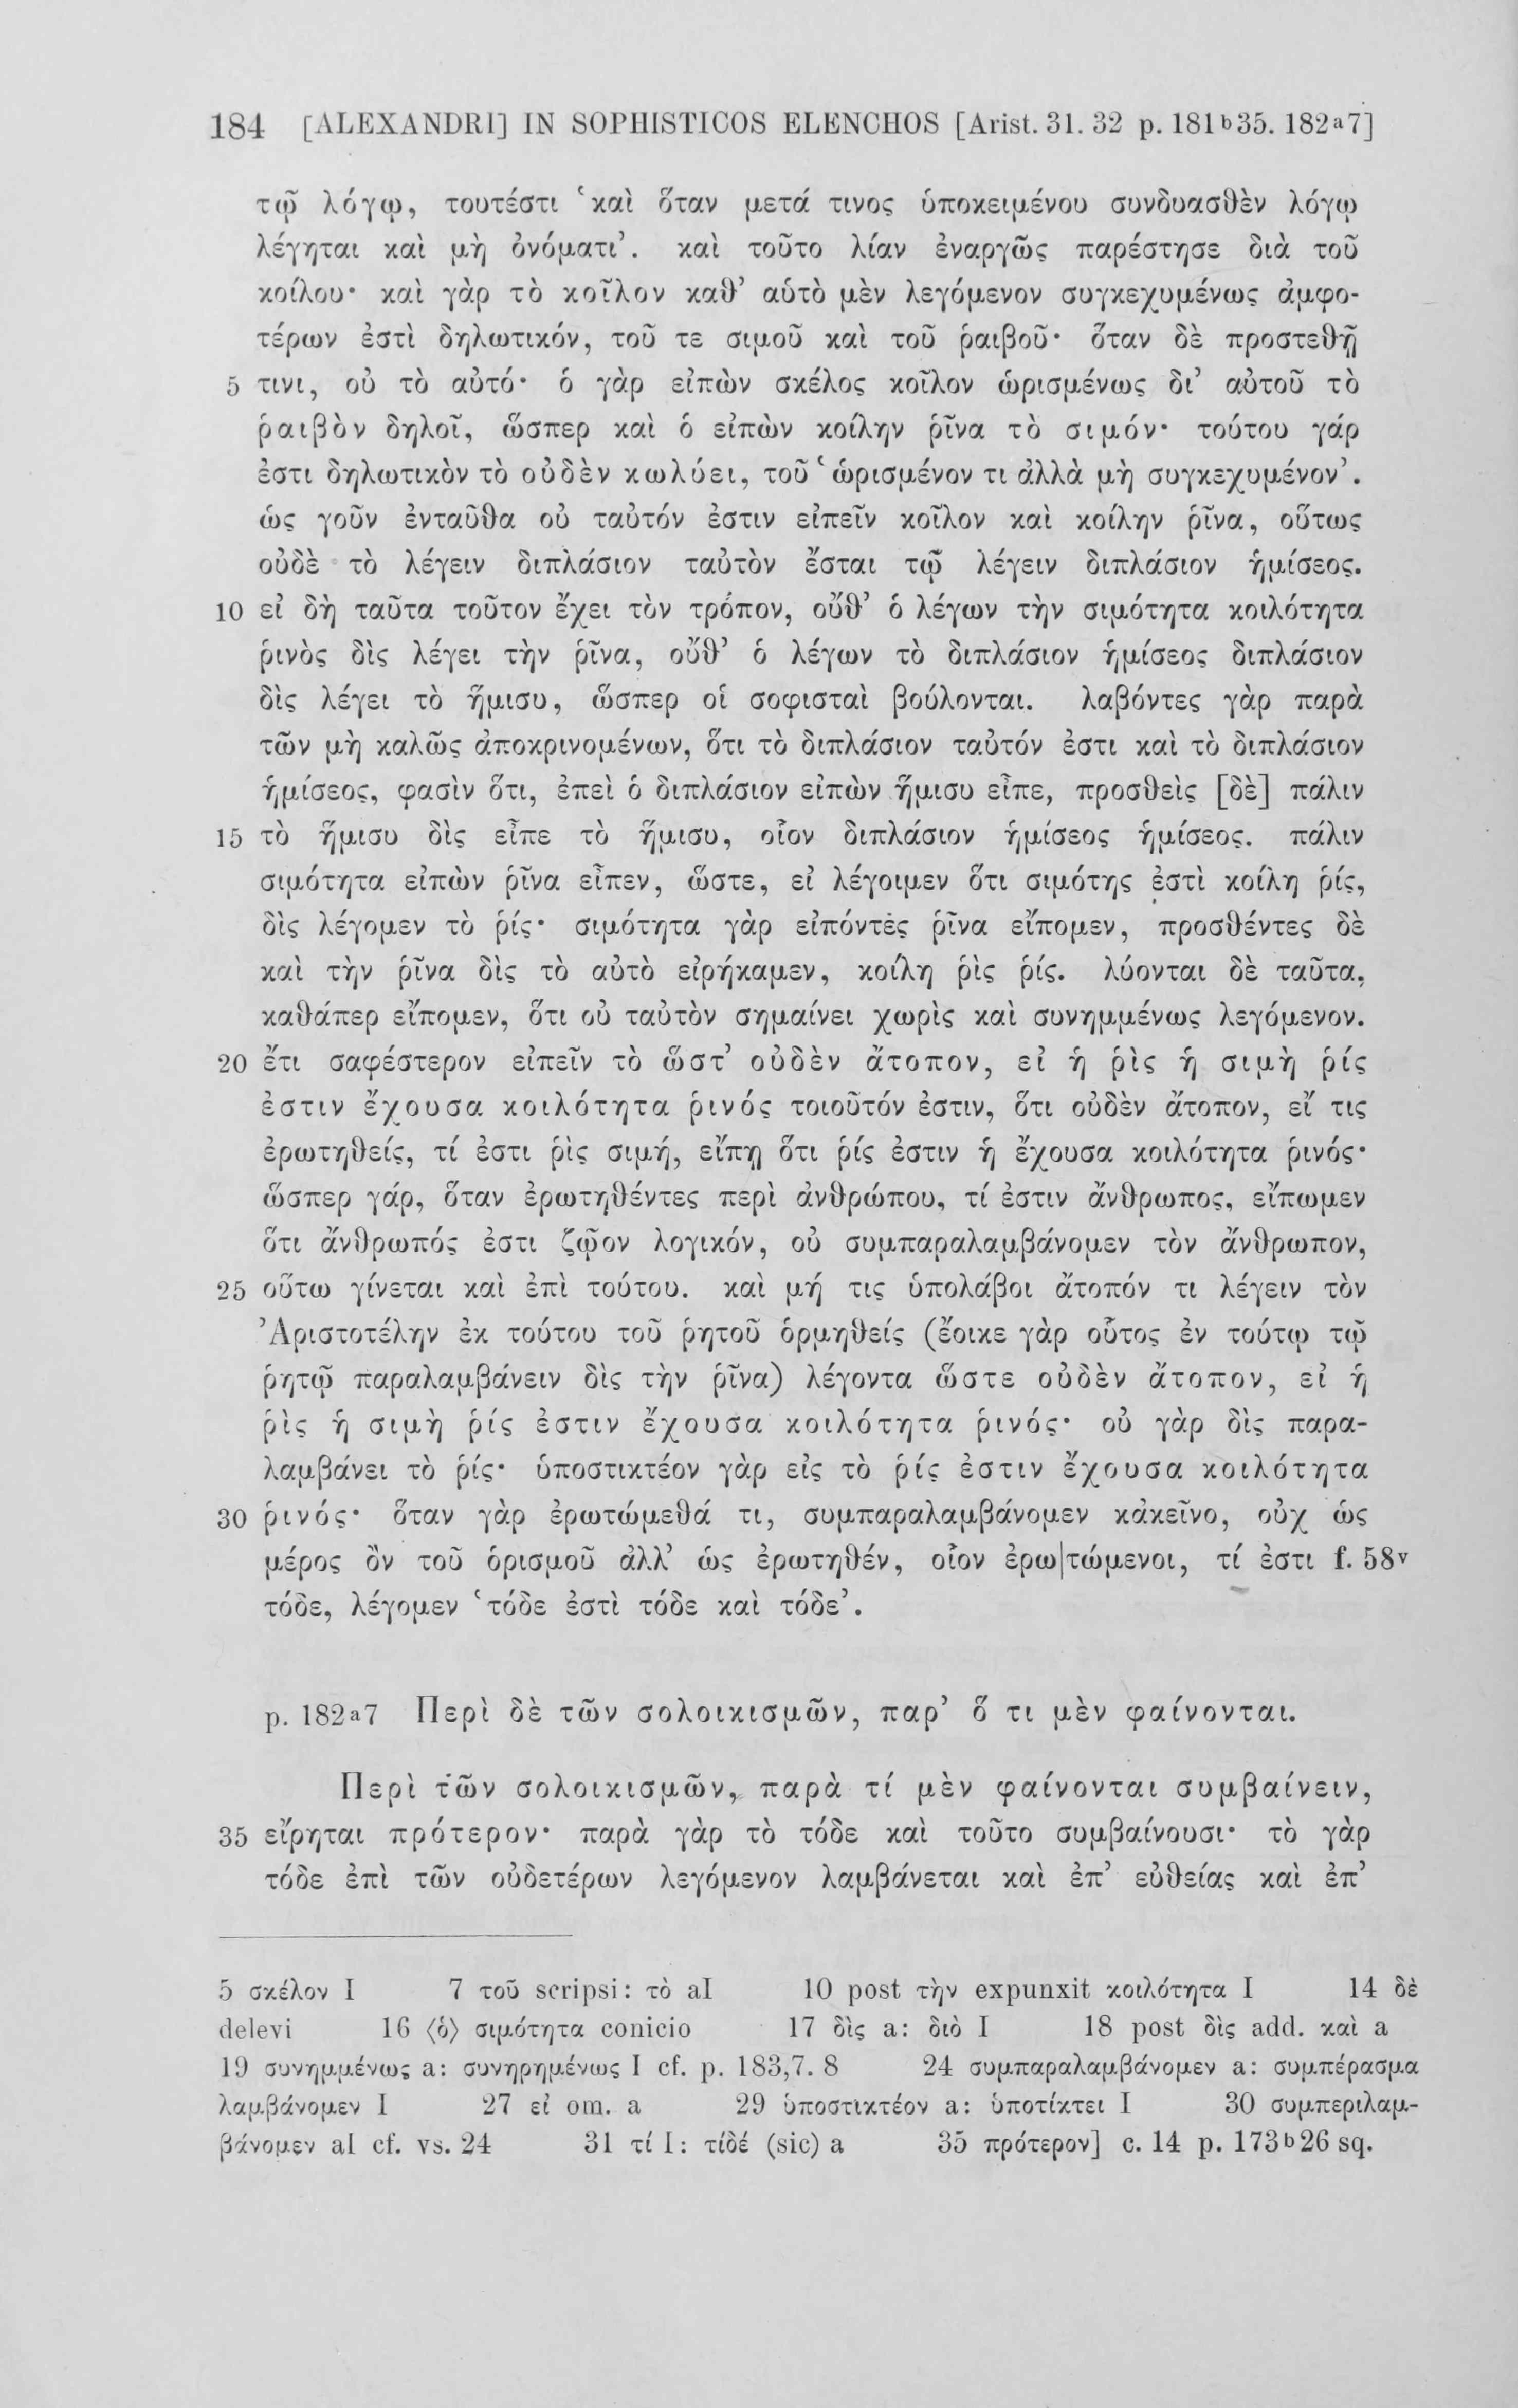 184 [ALEXANDRI] IN SOPHISTICOS ELENCHOS [Arist. 31. 32 p. 181b35. 182a7]
τῷ λόγῳ, τουτέστι ‛καὶ ὅταν μετά τινος ὑποκειμένου συνδυασθὲν λόγῳ
λέγηται καὶ μὴ ὀνόματι’. καὶ τοῦτο λίαν ἐναργῶς παρέστησε διὰ τοῦ
κοίλου· καὶ γὰρ τὸ κοῖλον καθ’ αὑτὸ μὲν λεγόμενον συγκεχυμένως ἀμφο-
τέρων ἐστὶ δηλωτικόν, τοῦ τε σιμοῦ καὶ τοῦ ῥαιβοῦ· ὅταν δὲ προστεθῇ
5 τινι, οὐ τὸ αὐτό· ὁ γὰρ εἰπὼν σκέλος κοῖλον ὡρισμένως δι’ αὐτοῦ τὸ
ῥαιβὸν δηλοῖ, ὥσπερ καὶ ὁ εἰπὼν κοίλην ῥῖνα τὸ σιμόν· τούτου γάρ
ἐστι δηλωτικὸν τὸ οὐδὲν κωλύει, τοῦ ‛ὡρισμένον τι ἀλλὰ μὴ συγκεχυμένον’.
ὡς γοῦν ἐνταῦθα οὐ ταὐτόν ἐστιν εἰπεῖν κοῖλον καὶ κοίλην ῥῖνα, οὕτως
οὐδὲ τὸ λέγειν διπλάσιον ταὐτὸν ἔσται τῷ λέγειν διπλάσιον ἡμίσεος.
10 εἰ δὴ ταῦτα τοῦτον ἔχει τὸν τρόπον, οὔθ’ ὁ λέγων τὴν σιμότητα κοιλότητα
ῥινὸς δὶς λέγει τὴν ῥῖνα, οὔθ’ ὁ λέγων τὸ διπλάσιον ἡμίσεος διπλάσιον
δὶς λέγει τὸ ἥμισυ, ὥσπερ οἱ σοφισταὶ βούλονται. λαβόντες γὰρ παρὰ
τῶν μὴ καλῶς ἀποκρινομένων, ὅτι τὸ διπλάσιον ταὐτόν ἐστι καὶ τὸ διπλάσιον
ἡμίσεος, φασὶν ὅτι, ἐπεὶ ὁ διπλάσιον εἰπὼν ἥμισυ εἶπε, προσθεὶς [δὲ] πάλιν
15 τὸ ἥμισυ δὶς εἶπε τὸ ἥμισυ, οἷον διπλάσιον ἡμίσεος ἡμίσεος. πάλιν
σιμότητα εἰπὼν ῥῖνα εἶπεν, ὥστε, εἰ λέγοιμεν ὅτι σιμότης ἐστὶ κοίλη ῥίς,
δὶς λέγομεν τὸ ῥίς· σιμότητα γὰρ εἰπόντες ῥῖνα εἴπομεν, προσθέντες δὲ
καὶ τὴν ῥῖνα δὶς τὸ αὐτὸ εἰρήκαμεν, κοίλη ῥὶς ῥίς. λύονται δὲ ταῦτα,
καθάπερ εἴπομεν, ὅτι οὐ ταὐτὸν σημαίνει χωρὶς καὶ συνημμένως λεγόμενον.
20 ἔτι σαφέστερον εἰπεῖν τὸ ὥστ’ οὐδὲν ἄτοπον, εἰ ἡ ῥὶς ἡ σιμὴ ῥίς
ἐστιν ἔχουσα κοιλότητα ῥινός τοιοῦτόν ἐστιν, ὅτι οὐδὲν ἄτοπον, εἴ τις
ἐρωτηθείς, τί ἐστι ῥὶς σιμή, εἴπῃ ὅτι ῥίς ἐστιν ἡ ἔχουσα κοιλότητα ῥινός·
ὥσπερ γάρ, ὅταν ἐρωτηθέντες περὶ ἀνθρώπου, τί ἐστιν ἄνθρωπος, εἴπωμεν
ὅτι ἄνθρωπός ἐστι ζῷον λογικόν, οὐ συμπαραλαμβάνομεν τὸν ἄνθρωπον,
25 οὕτω γίνεται καὶ ἐπὶ τούτου. καὶ μή τις ὑπολάβοι ἄτοπόν τι λέγειν τὸν
Ἀριστοτέλην ἐκ τούτου τοῦ ῥητοῦ ὁρμηθείς (ἔοικε γὰρ οὗτος ἐν τούτῳ τῷ
ῥητῷ παραλαμβάνειν δὶς τὴν ῥῖνα) λέγοντα ὥστε οὐδὲν ἄτοπον, εἰ ἡ
ῥὶς ἡ σιμὴ ῥίς ἐστιν ἔχουσα κοιλότητα ῥινός· οὐ γὰρ δὶς παρα-
λαμβάνει τὸ ῥίς· ὑποστικτέον γὰρ εἰς τὸ ῥίς ἐστιν ἔχουσα κοιλότητα
30 ῥινός· ὅταν γὰρ ἐρωτώμεθά τι, συμπαραλαμβάνομεν κἀκεῖνο, οὐχ ὡς
μέρος ὂν τοῦ ὁρισμοῦ ἀλλ’ ὡς ἐρωτηθέν, οἷον ἐρω|τώμενοι, τί ἐστι f. 58v
τόδε, λέγομεν ‛τόδε ἐστὶ τόδε καὶ τόδε’.
p. 182a7 Περὶ δὲ τῶν σολοικισμῶν, παρ’ ὅ τι μὲν φαίνονται.
Περὶ τῶν σολοικισμῶν, παρὰ τί μὲν φαίνονται συμβαίνειν,
35 εἴρηται πρότερον· παρὰ γὰρ τὸ τόδε καὶ τοῦτο συμβαίνουσι· τὸ γὰρ
τόδε ἐπὶ τῶν οὐδετέρων λεγόμενον λαμβάνεται καὶ ἐπ’ εὐθείας καὶ ἐπ’
5 σκέλον I 7 τοῦ scripsi: τὸ aI 10 post τὴν expunxit κοιλότητα I 14 δὲ
delevi 16 ⟨ὁ⟩ σιμότητα conicio 17 δὶς a: διὸ I 18 post δὶς add. καὶ a
19 συνημμένως a: συνηρημένως I cf. p. 183,7. 8 24 συμπαραλαμβάνομεν a: συμπέρασμα
λαμβάνομεν I 27 εἰ om. a 29 ὑποστικτέον a: ὑποτίκτει I 30 συμπεριλαμ-
βάνομεν aI cf. vs. 24 31 τί I: τίδέ (sic) a 35 πρότερον] c. 14 p. 173b26 sq.